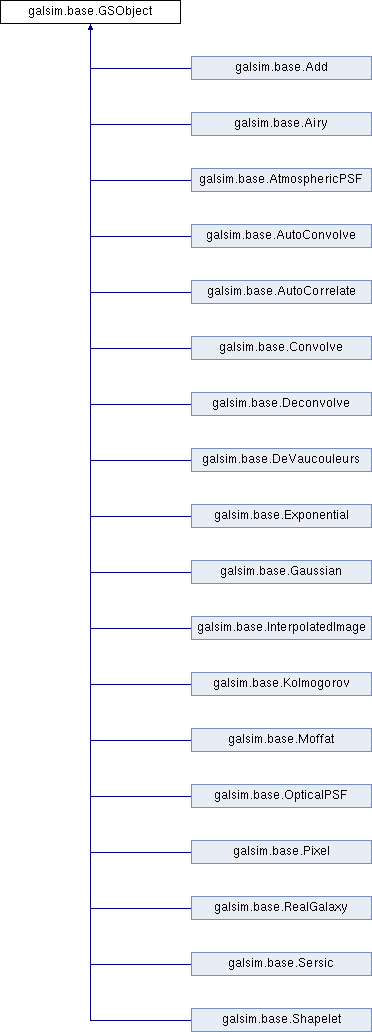 galsim.base.GSObject
galsim.base.Add
galsim.base.Airy
galsim.base.AtmosphericPSF
galsim.base.AutoConvolve
galsim.base.AutoCorrelate
galsim.base.Convolve
galsim.base.Deconvolve
galsim.base.DeVaucouleurs
galsim.base.Exponential
galsim.base.Gaussian
galsim.base.InterpolatedImage
galsim.base.Kolmogorov
galsim.base.Moffat
galsim.base.OpticalPSF
galsim.base.Pixel
galsim.base.RealGalaxy
galsim.base.Sersic
galsim.base.Shapelet